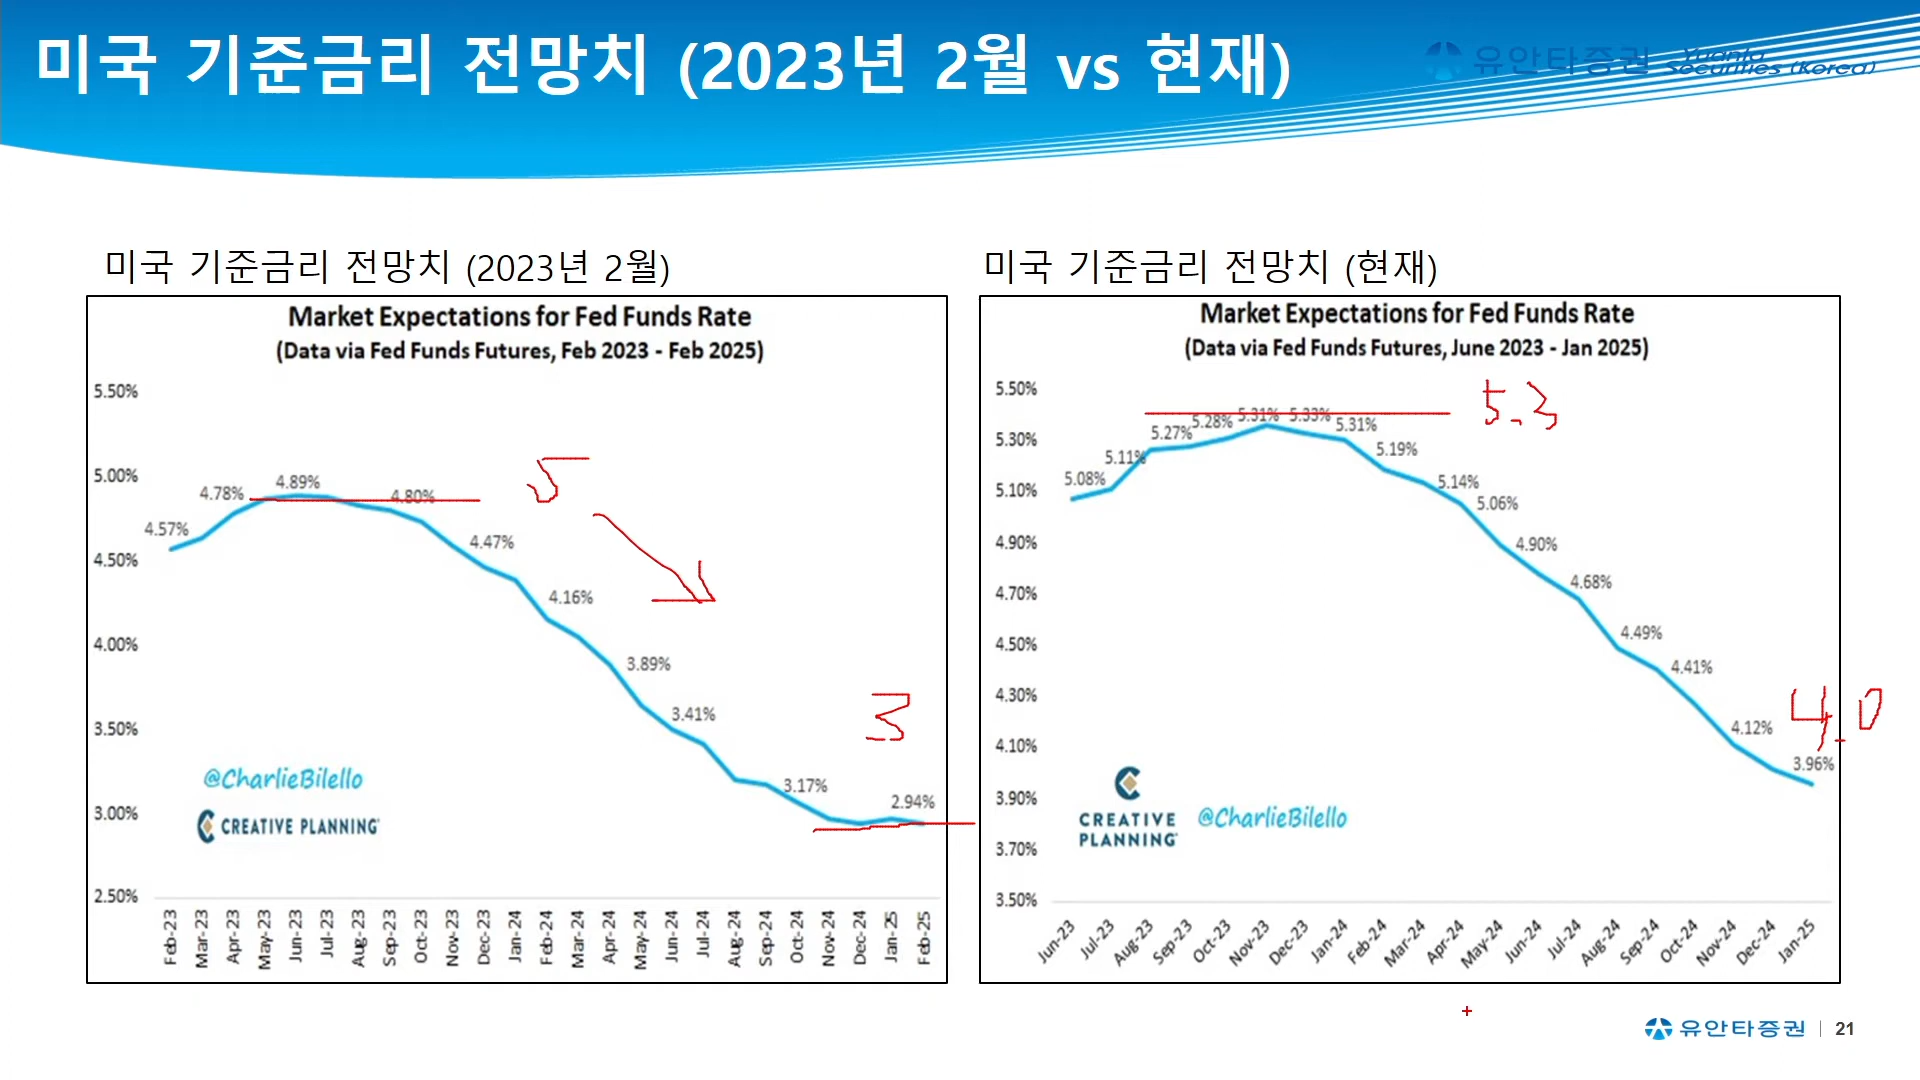 미국 기준금리 전망치 (2023년 2월 vs 현재)
유안타증권 Yuanta Securities (Korea)
미국 기준금리 전망치 (2023년 2월)
Market Expectations for Fed Funds Rate
(Data via Fed Funds Futures, Feb 2023 - Feb 2025)
5.50%
5.00%
4.50%
4.00%
3.50%
3.00%
2.50%
4.57%
4.78%
4.89%
4.80%
4.47%
4.16%
3.89%
3.41%
3.17%
2.94%
5
3
@CharlieBilello
CREATIVE PLANNING
Feb-23
Mar-23
Apr-23
May-23
Jun-23
Jul-23
Aug-23
Sep-23
Oct-23
Nov-23
Dec-23
Jan-24
Feb-24
Mar-24
Apr-24
May-24
Jun-24
Jul-24
Aug-24
Sep-24
Oct-24
Nov-24
Dec-24
Jan-25
Feb-25
미국 기준금리 전망치 (현재)
Market Expectations for Fed Funds Rate
(Data via Fed Funds Futures, June 2023 - Jan 2025)
5.50%
5.30%
5.10%
4.90%
4.70%
4.50%
4.30%
4.10%
3.90%
3.70%
3.50%
5.08%
5.11%
5.27%
5.28%
5.31%
5.33%
5.31%
5.19%
5.14%
5.06%
4.90%
4.68%
4.49%
4.41%
4.12%
3.96%
5.3
4.0
CREATIVE
PLANNING
@CharlieBilello
Jun-23
Jul-23
Aug-23
Sep-23
Oct-23
Nov-23
Dec-23
Jan-24
Feb-24
Mar-24
Apr-24
May-24
Jun-24
Jul-24
Aug-24
Sep-24
Oct-24
Nov-24
Dec-24
Jan-25
유안타증권 | 21